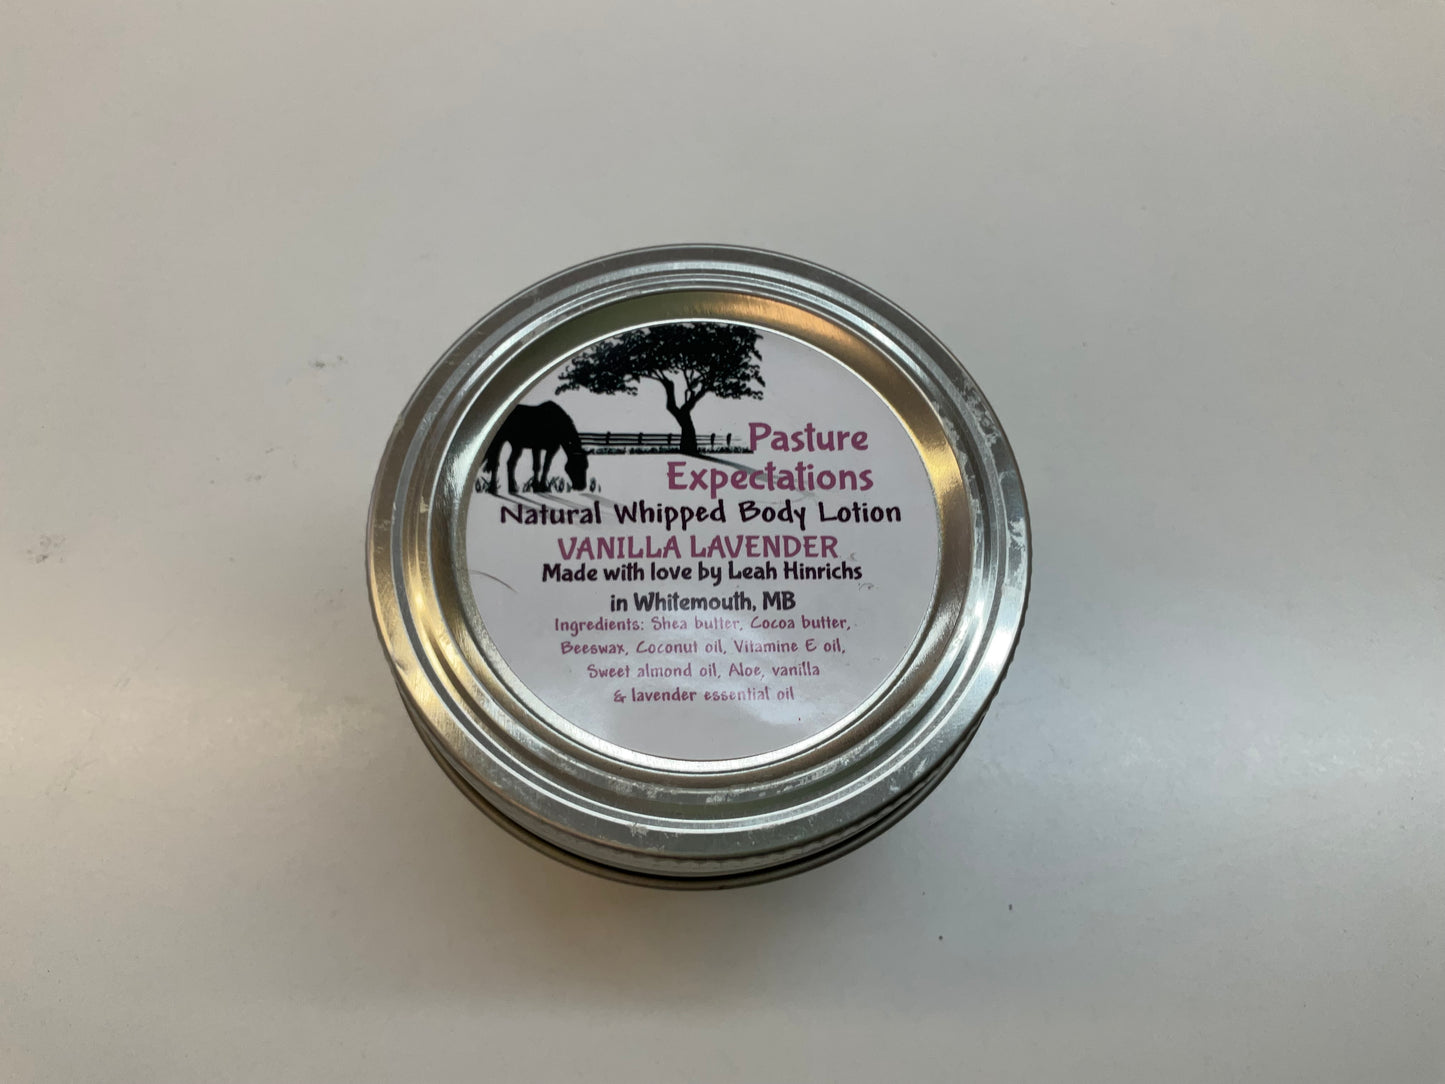 Pasture
Expectations
Natural Whipped Body Lotion
VANILLA LAVENDER
Made with love by Leah Hinrichs
in Whitemouth, MB
Ingredients: Shea butter, Cocoa butter,
Beeswax, Coconut oil, Vitamine E oil,
Sweet almond oil, Aloe, vanilla
& lavender essential oil